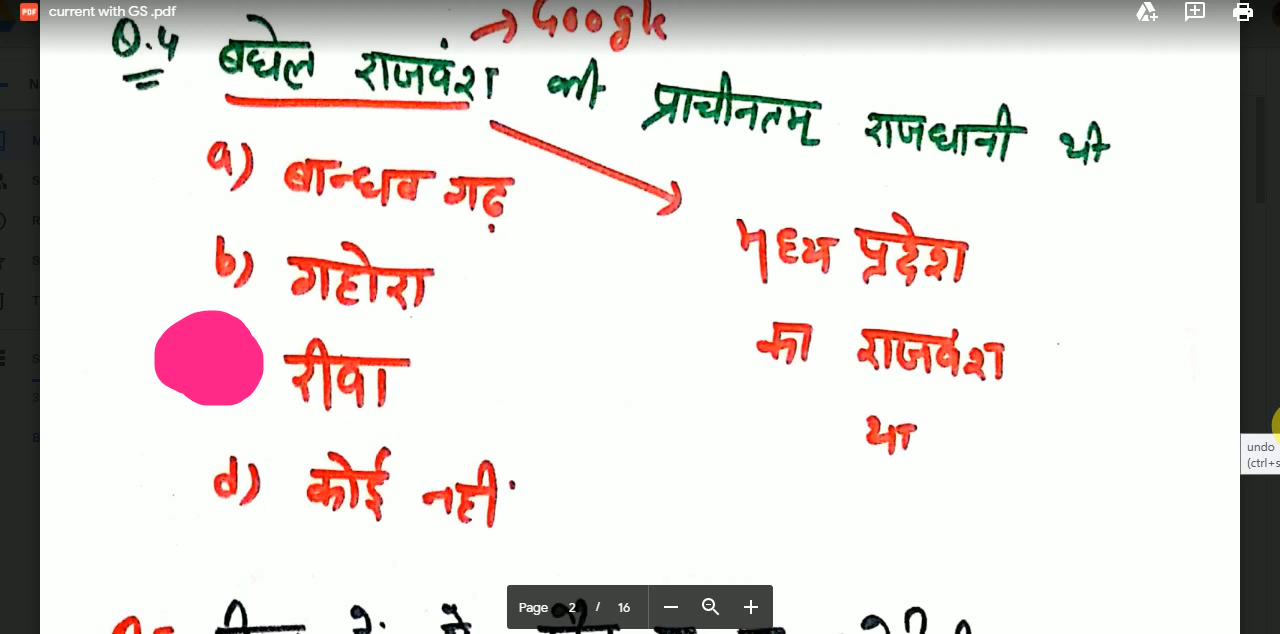 current with GS .pdf
→ Google
Q.4 बघेल राजवंश की प्राचीनतम् राजधानी थी
a) बान्धव गढ़
b) गहोरा
मध्य प्रदेश
का राजवंश
था
रीवा
d) कोई नहीं
undo
(ctrl+s
Page 2 / 16